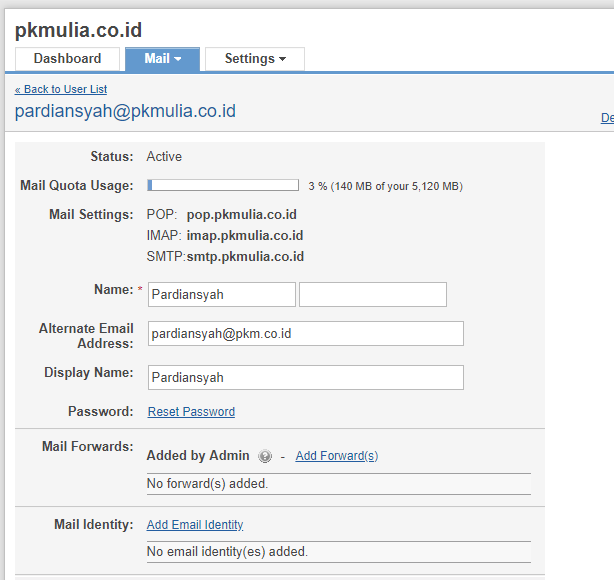 pkmulia.co.id
Dashboard Mail Settings
« Back to User List
pardiansyah@pkmulia.co.id
Status: Active
Mail Quota Usage: 3 % (140 MB of your 5,120 MB)
Mail Settings: POP: pop.pkmulia.co.id
IMAP: imap.pkmulia.co.id
SMTP:smtp.pkmulia.co.id
Name: * Pardiansyah
Alternate Email
Address: pardiansyah@pkm.co.id
Display Name: Pardiansyah
Password: Reset Password
Mail Forwards: Added by Admin ? - Add Forward(s)
No forward(s) added.
Mail Identity: Add Email Identity
No email identity(es) added.